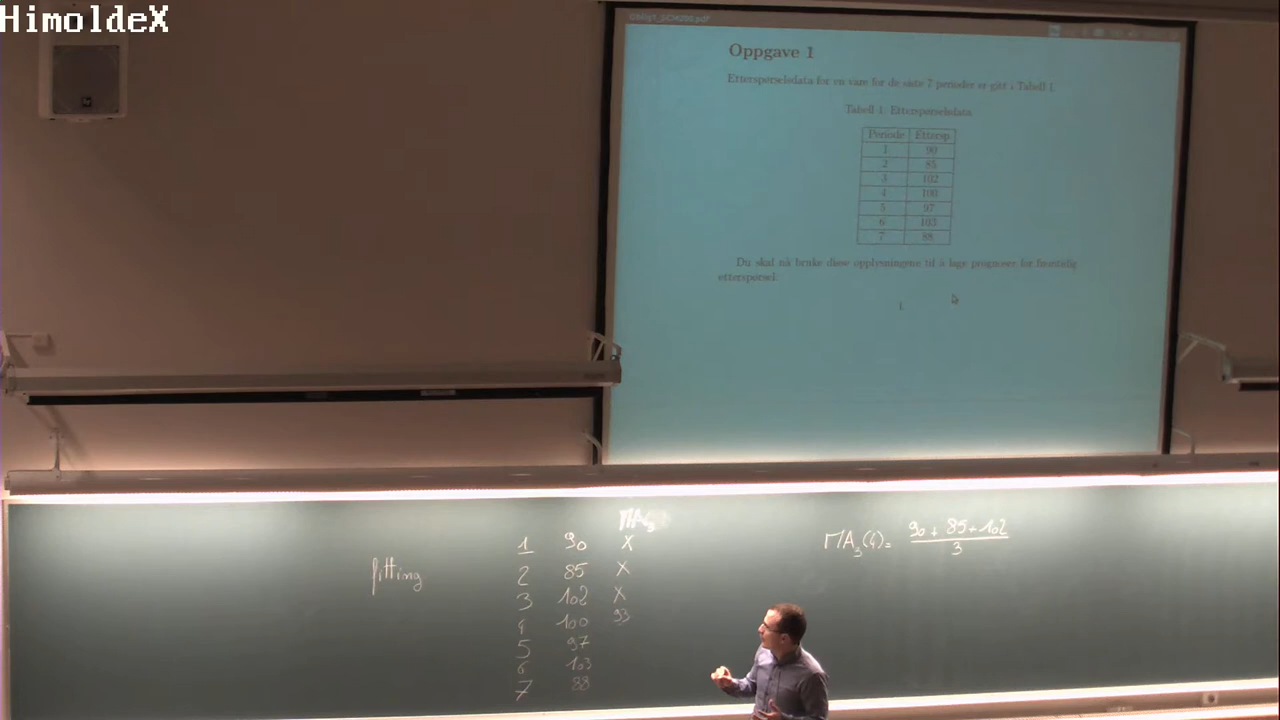 HimoldeX
Oblig1_SCM200.pdf
Oppgave 1
Etterspørselsdata for en vare for de siste 7 perioder er gitt i Tabell 1.
Tabell 1: Etterspørselsdata
Periode Ettersp
1 90
2 85
3 102
4 100
5 97
6 103
7 88
Du skal nå bruke disse opplysningene til å lage prognoser for fremtidig
etterspørsel.
1
MA3
1 90 X
fitting
2 85 X
3 102 X
4 100 93
5 97
6 103
7 88
MA3(4)= 90 + 85 + 102
3